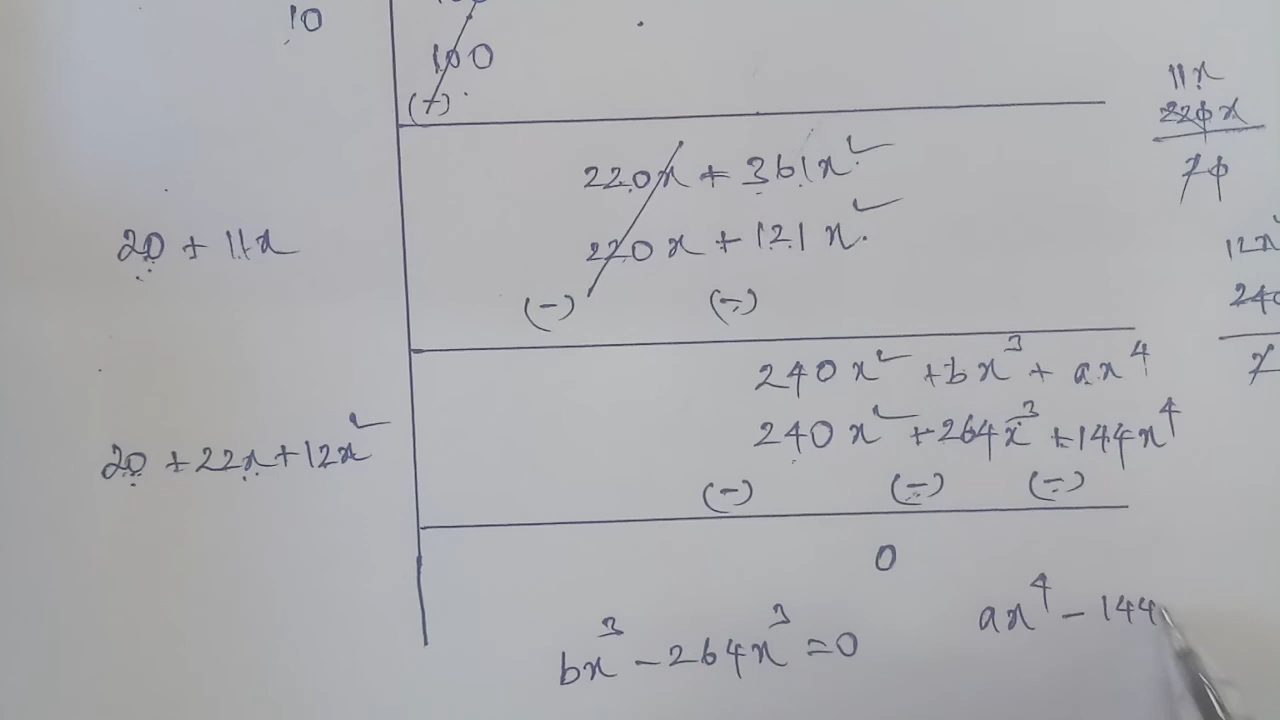 10
100
(-)
11x
220x
220x + 361x²
20 + 11x
220x + 121x²
(-) (-)
12x²
240x² + bx³ + ax⁴
20 + 22x + 12x²
240x² + 264x³ + 144x⁴
(-) (-) (-)
0
bx³ - 264x³ = 0
ax⁴ - 144